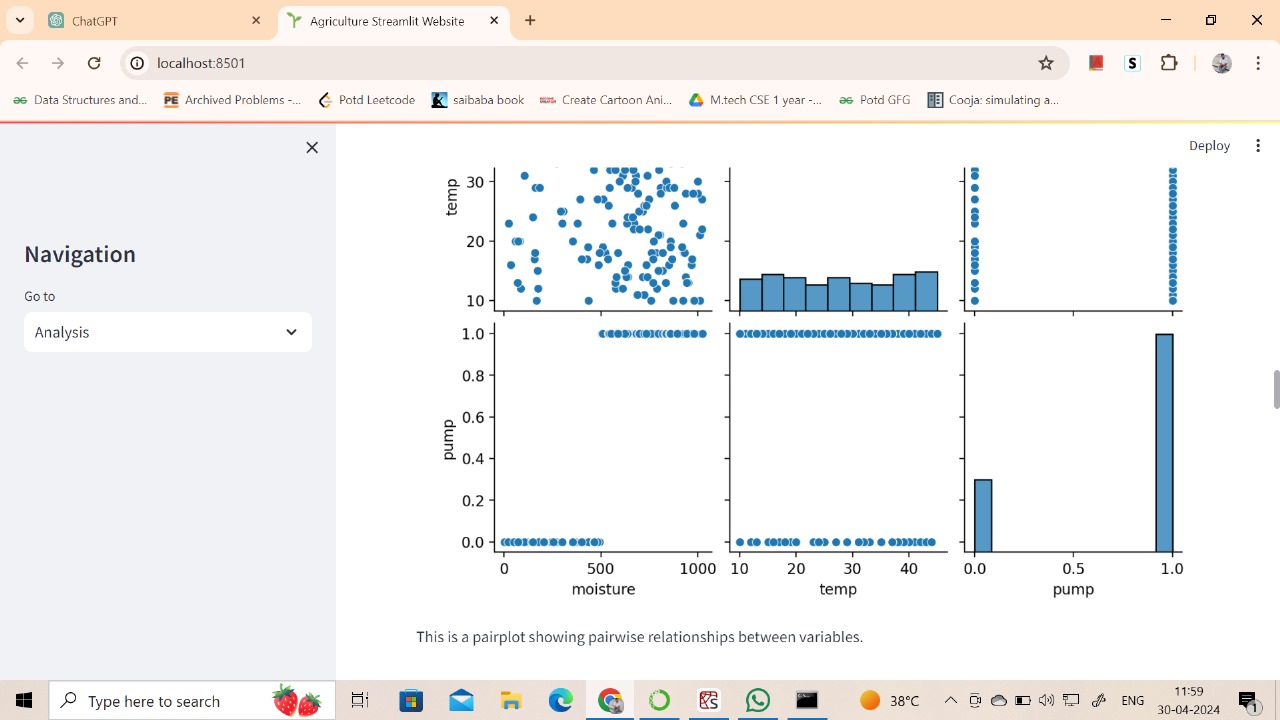 ChatGPT
Agriculture Streamlit Website
localhost:8501
Data Structures and...
Archived Problems -...
Potd Leetcode
saibaba book
Create Cartoon Ani...
M.tech CSE 1 year -...
Potd GFG
Cooja: simulating a...
Deploy
Navigation
Go to
Analysis
temp
30
20
10
pump
1.0
0.8
0.6
0.4
0.2
0.0
0 500 1000 10 20 30 40 0.0 0.5 1.0
moisture temp pump
This is a pairplot showing pairwise relationships between variables.
Type here to search
38°C
ENG
11:59
30-04-2024
1